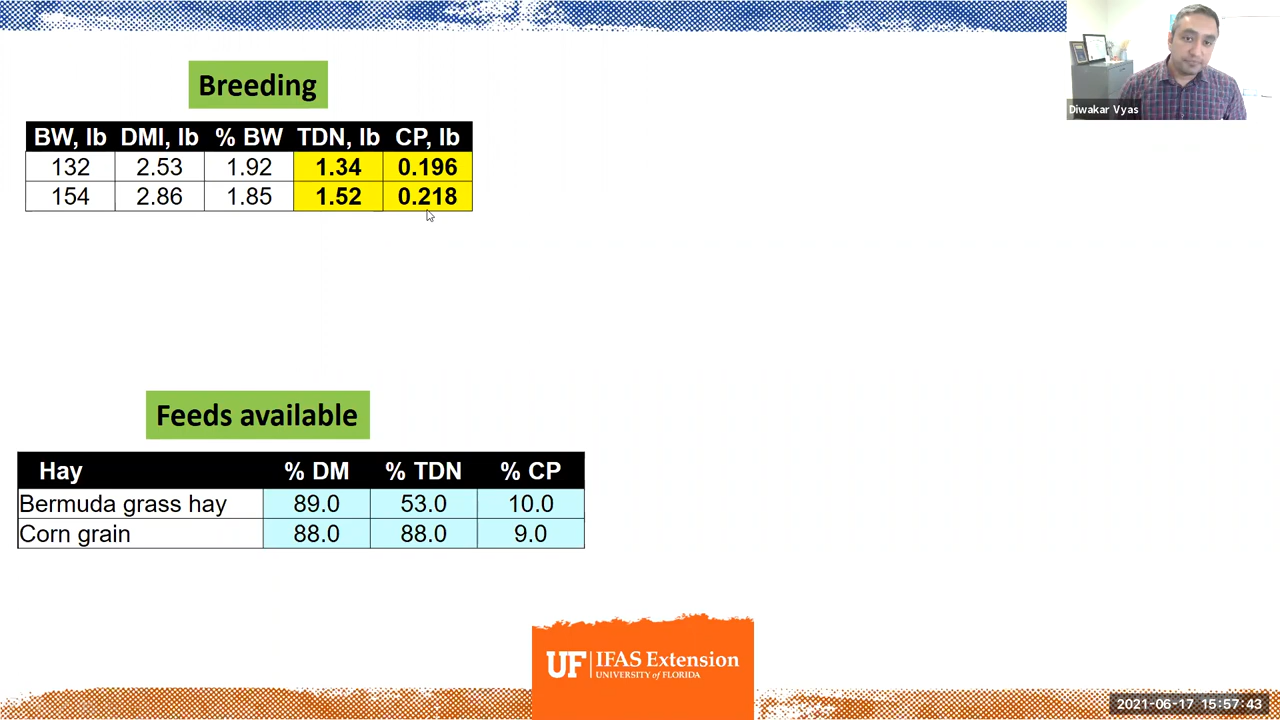 Breeding
BW, lb DMI, lb % BW TDN, lb CP, lb
132 2.53 1.92 1.34 0.196
154 2.86 1.85 1.52 0.218
Diwakar Vyas
Feeds available
Hay % DM % TDN % CP
Bermuda grass hay 89.0 53.0 10.0
Corn grain 88.0 88.0 9.0
UF IFAS Extension
UNIVERSITY of FLORIDA
2021-06-17 15:57:43